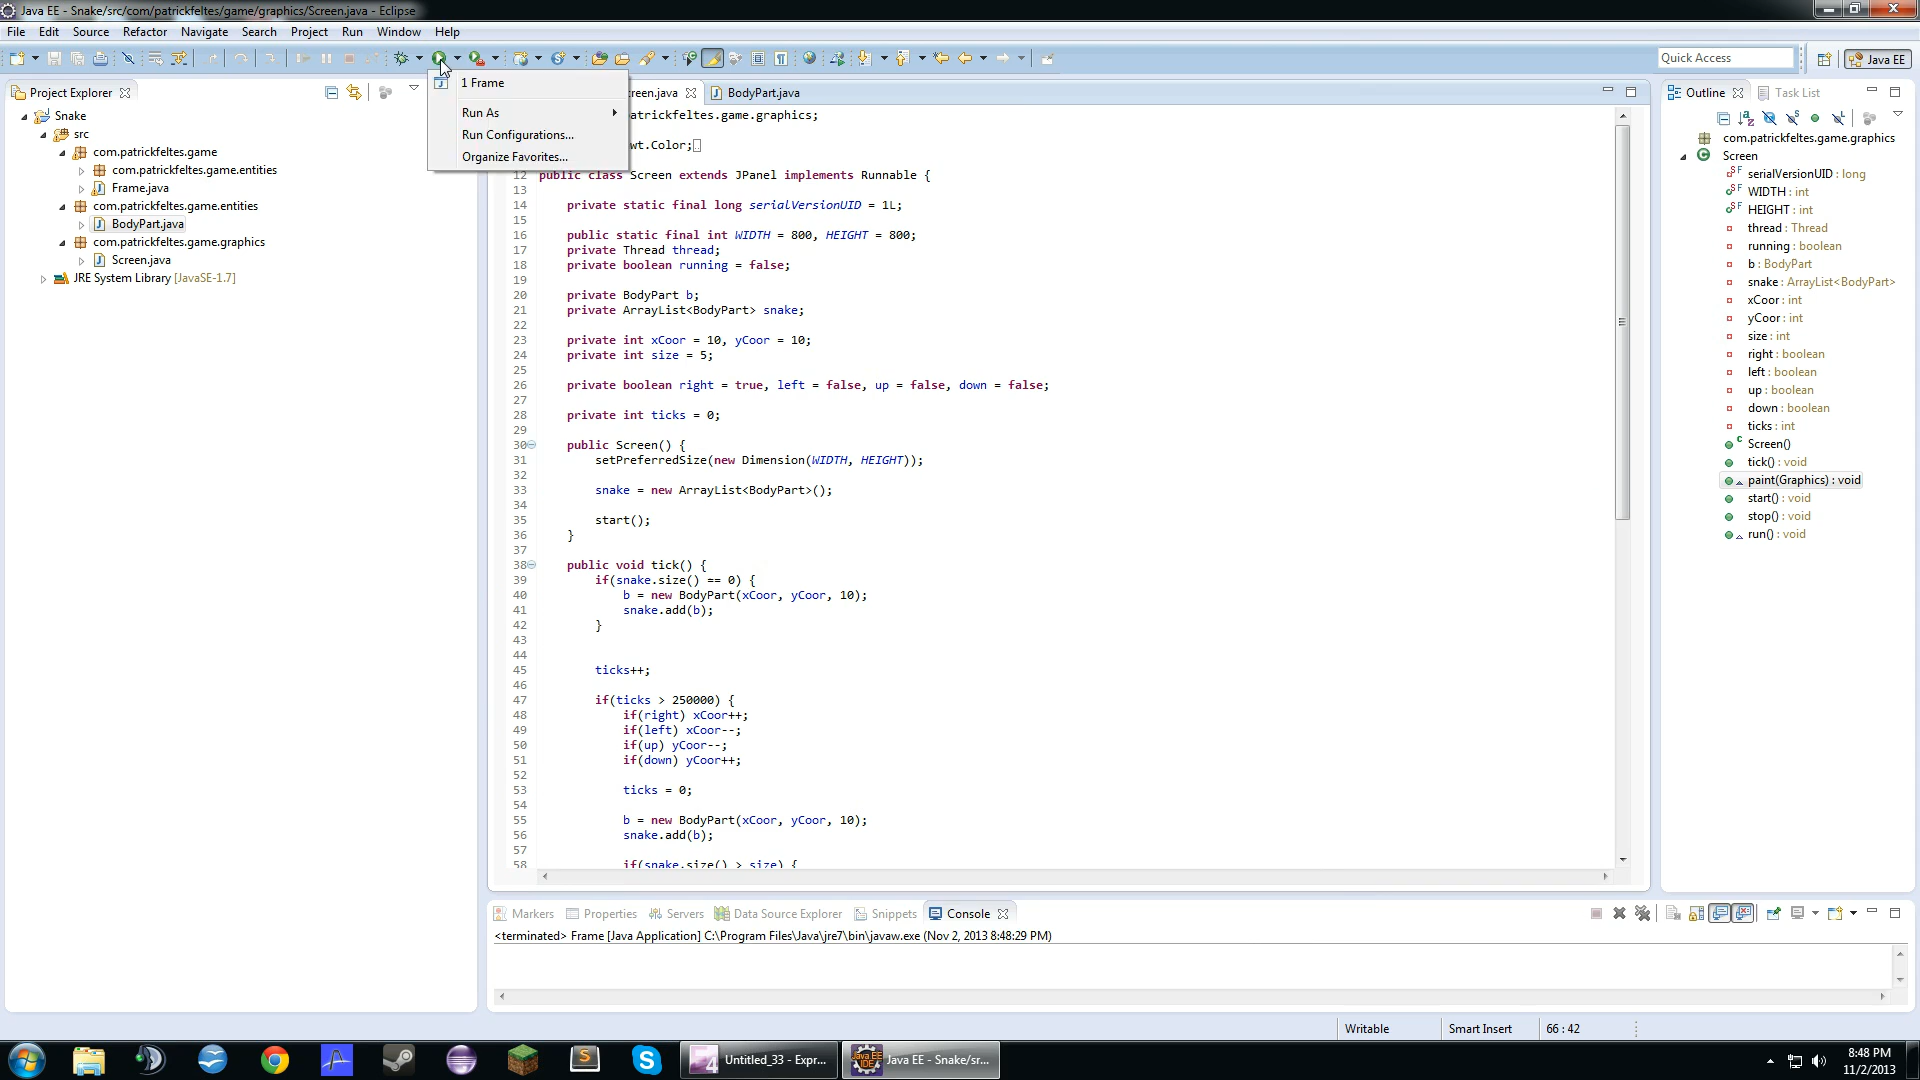 Java EE - Snake/src/com/patrickfeltes/game/graphics/Screen.java - Eclipse
File Edit Source Refactor Navigate Search Project Run Window Help
Quick Access
Java EE
1 Frame
Run As
Run Configurations...
Organize Favorites...
Project Explorer
Snake
src
com.patrickfeltes.game
com.patrickfeltes.game.entities
Frame.java
com.patrickfeltes.game.entities
BodyPart.java
com.patrickfeltes.game.graphics
Screen.java
JRE System Library [JavaSE-1.7]
creen.java BodyPart.java
atrickfeltes.game.graphics;
wt.Color;
12 public class Screen extends JPanel implements Runnable {
13
14 private static final long serialVersionUID = 1L;
15
16 public static final int WIDTH = 800, HEIGHT = 800;
17 private Thread thread;
18 private boolean running = false;
19
20 private BodyPart b;
21 private ArrayList<BodyPart> snake;
22
23 private int xCoor = 10, yCoor = 10;
24 private int size = 5;
25
26 private boolean right = true, left = false, up = false, down = false;
27
28 private int ticks = 0;
29
30 public Screen() {
31 setPreferredSize(new Dimension(WIDTH, HEIGHT));
32
33 snake = new ArrayList<BodyPart>();
34
35 start();
36 }
37
38 public void tick() {
39 if(snake.size() == 0) {
40 b = new BodyPart(xCoor, yCoor, 10);
41 snake.add(b);
42 }
43
44
45 ticks++;
46
47 if(ticks > 250000) {
48 if(right) xCoor++;
49 if(left) xCoor--;
50 if(up) yCoor--;
51 if(down) yCoor++;
52
53 ticks = 0;
54
55 b = new BodyPart(xCoor, yCoor, 10);
56 snake.add(b);
57
58 if(snake.size() > size) {
Outline Task List
com.patrickfeltes.game.graphics
Screen
serialVersionUID : long
WIDTH : int
HEIGHT : int
thread : Thread
running : boolean
b : BodyPart
snake : ArrayList<BodyPart>
xCoor : int
yCoor : int
size : int
right : boolean
left : boolean
up : boolean
down : boolean
ticks : int
Screen()
tick() : void
paint(Graphics) : void
start() : void
stop() : void
run() : void
Markers Properties Servers Data Source Explorer Snippets Console
<terminated> Frame [Java Application] C:\Program Files\Java\jre7\bin\javaw.exe (Nov 2, 2013 8:48:29 PM)
Writable Smart Insert 66 : 42
Untitled_33 - Expr... Java EE - Snake/sr...
8:48 PM
11/2/2013